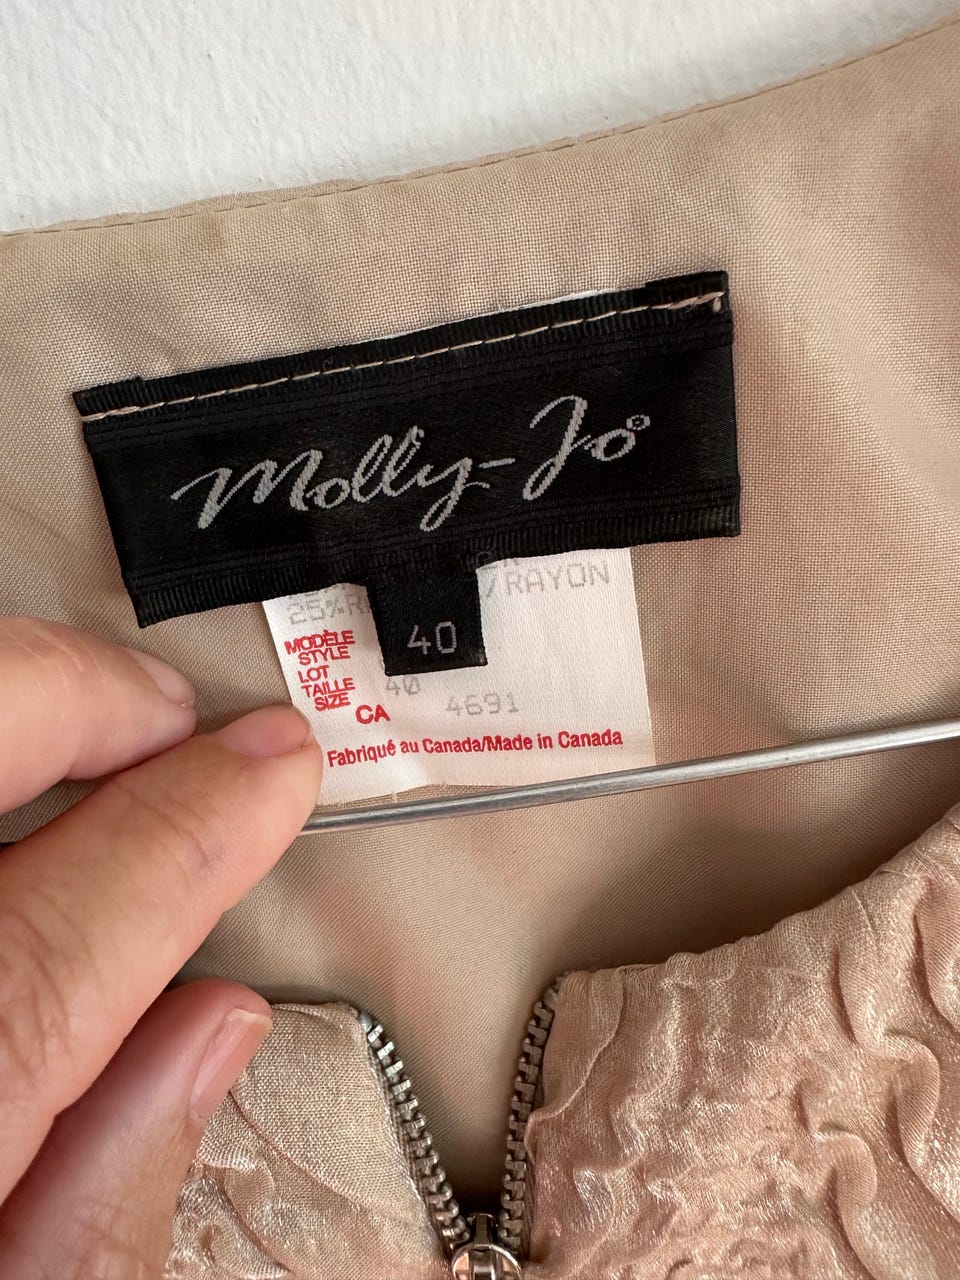 Molly-Jo®
40
/RAYON
25%R
MODÈLE
STYLE
LOT
TAILLE
SIZE
40
CA
4691
Fabriqué au Canada/Made in Canada